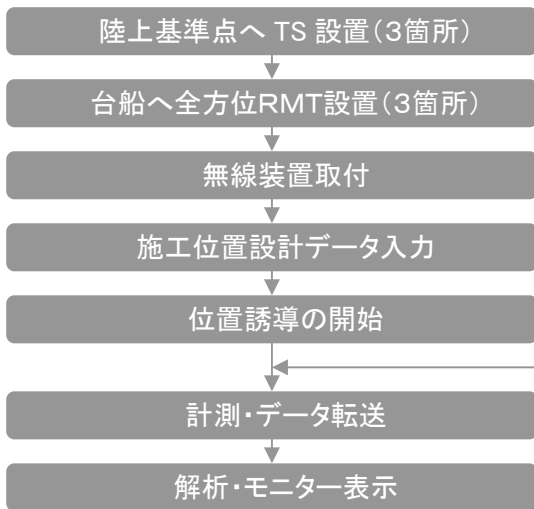 陸上基準点へ TS 設置（3箇所）
台船へ全方位RMT設置（3箇所）
無線装置取付
施工位置設計データ入力
位置誘導の開始
計測・データ転送
解析・モニター表示